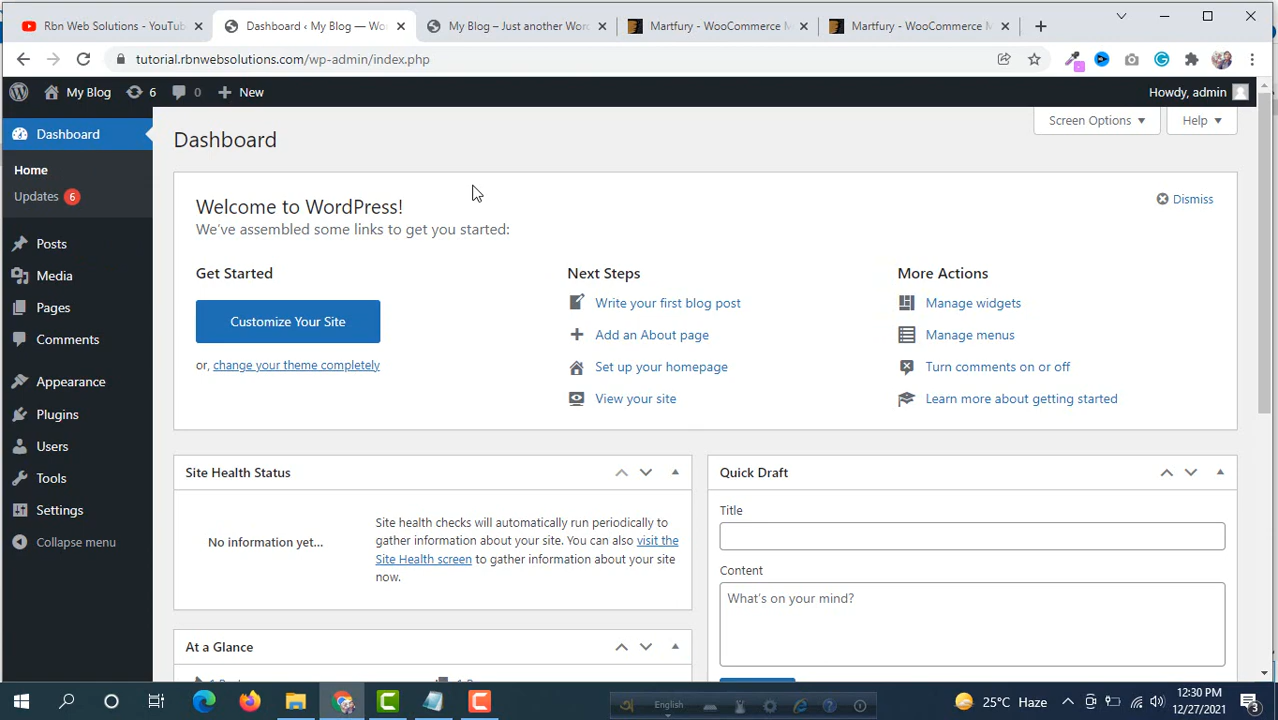 Rbn Web Solutions - YouTube
Dashboard ‹ My Blog — Wo
My Blog – Just another Wor
Martfury - WooCommerce M
Martfury - WooCommerce M
tutorial.rbnwebsolutions.com/wp-admin/index.php
My Blog
6
0
New
Howdy, admin
Dashboard
Home
Updates 6
Posts
Media
Pages
Comments
Appearance
Plugins
Users
Tools
Settings
Collapse menu
Screen Options
Help
Dashboard
Welcome to WordPress!
We've assembled some links to get you started:
Dismiss
Get Started
Customize Your Site
or, change your theme completely
Next Steps
Write your first blog post
Add an About page
Set up your homepage
View your site
More Actions
Manage widgets
Manage menus
Turn comments on or off
Learn more about getting started
Site Health Status
No information yet...
Site health checks will automatically run periodically to
gather information about your site. You can also visit the
Site Health screen to gather information about your site
now.
At a Glance
Quick Draft
Title
Content
What's on your mind?
English
25°C Haze
12:30 PM
12/27/2021
3